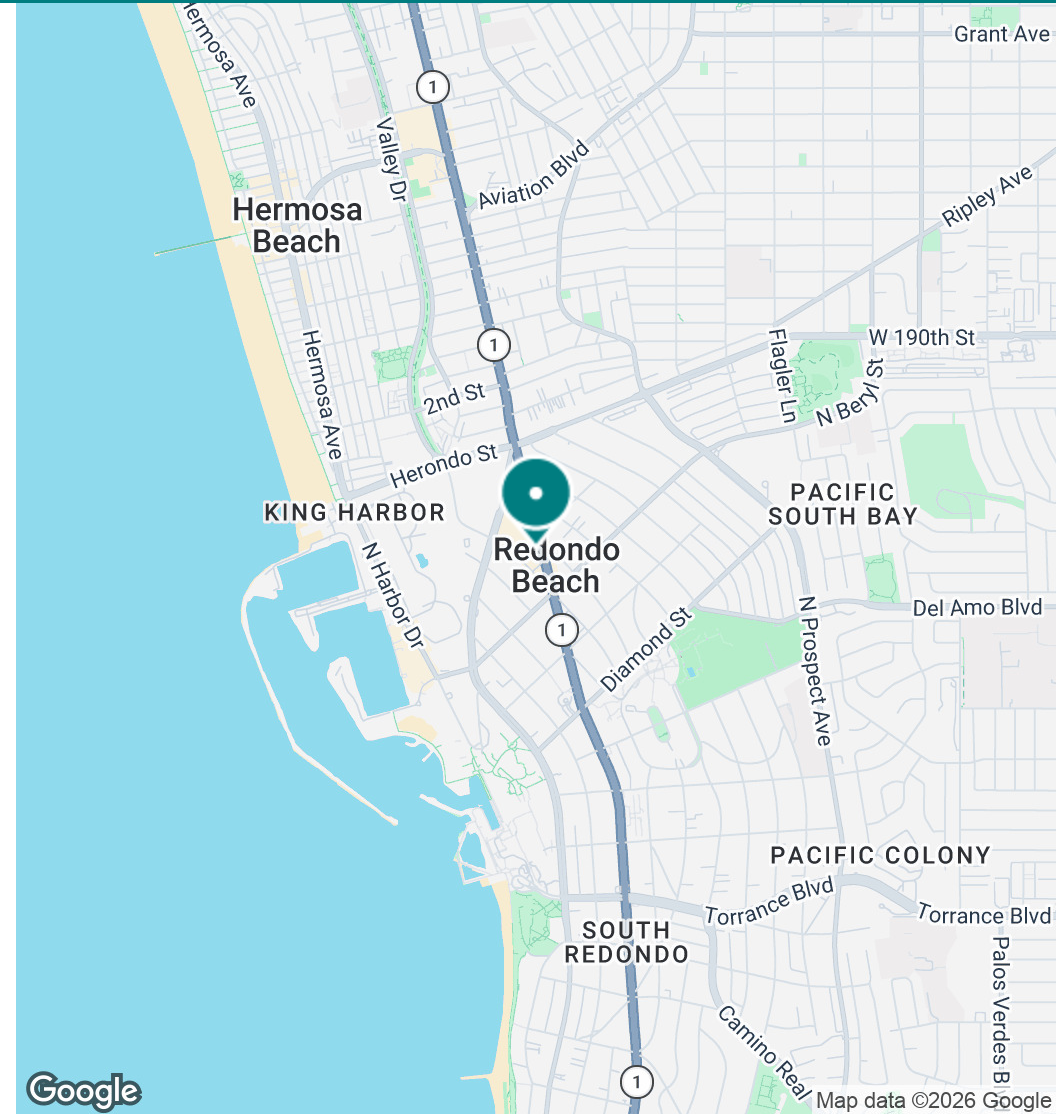 Hermosa Ave
Grant Ave
1
Valley Dr
Aviation Blvd
Ripley Ave
Hermosa
Beach
W 190th St
1
Flagler Ln
Hermosa Ave
2nd St
N Beryl St
Herondo St
PACIFIC
SOUTH BAY
KING HARBOR
Redondo
Beach
N Harbor Dr
Del Amo Blvd
1
Diamond St
N Prospect Ave
PACIFIC COLONY
Torrance Blvd
Torrance Blvd
SOUTH
REDONDO
Palos Verdes Bl
Camino Real
1
Google
Map data ©2026 Google